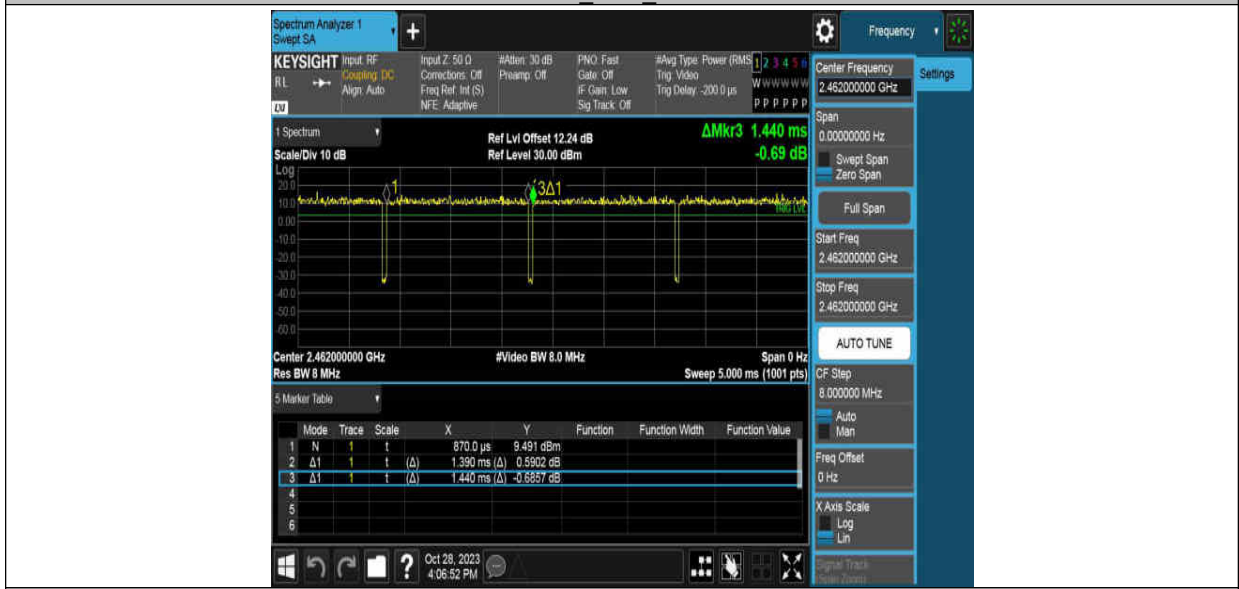 Spectrum Analyzer 1
Swept SA
+
Frequency
KEYSIGHT Input: RF Input Z: 50 Ω #Atten: 30 dB PNO: Fast #Avg Type: Power (RMS 1 2 3 4 5 6
RL Coupling: DC Corrections: Off Preamp: Off Gate: Off Trig: Video W W W W W W
Align: Auto Freq Ref: Int (S) IF Gain: Low Trig Delay: -200.0 µs P P P P P P
NFE: Adaptive Sig Track: Off
LXI
1 Spectrum
Ref Lvl Offset 12.24 dB
ΔMkr3 1.440 ms
Scale/Div 10 dB
Ref Level 30.00 dBm
-0.69 dB
Log
20.0
10.0
0.00
-10.0
-20.0
-30.0
-40.0
-50.0
-60.0
1
3Δ1
TRIG LVL
Center 2.462000000 GHz
#Video BW 8.0 MHz
Span 0 Hz
Res BW 8 MHz
Sweep 5.000 ms (1001 pts)
5 Marker Table
Mode Trace Scale X Y Function Function Width Function Value
1 N 1 t 870.0 µs 9.491 dBm
2 Δ1 1 t (Δ) 1.390 ms (Δ) 0.5902 dB
3 Δ1 1 t (Δ) 1.440 ms (Δ) -0.6857 dB
4
5
6
?
Oct 28, 2023
4:06:52 PM
Center Frequency
2.462000000 GHz
Settings
Span
0.00000000 Hz
Swept Span
Zero Span
Full Span
Start Freq
2.462000000 GHz
Stop Freq
2.462000000 GHz
AUTO TUNE
CF Step
8.000000 MHz
Auto
Man
Freq Offset
0 Hz
X Axis Scale
Log
Lin
Signal Track
(Span Zoom)